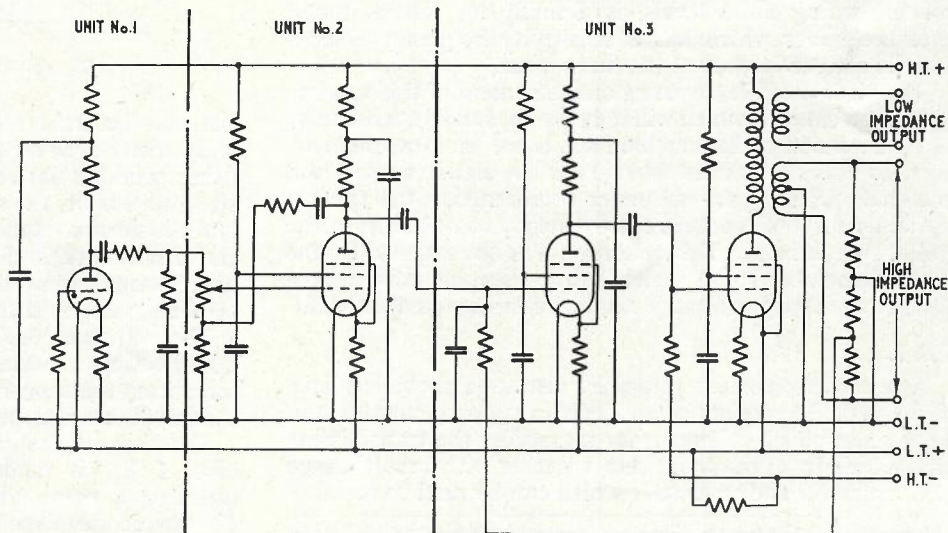 UNIT No.1
UNIT No.2
UNIT No.3
H.T.+
LOW
IMPEDANCE
OUTPUT
HIGH
IMPEDANCE
OUTPUT
L.T.-
L.T.+
H.T.-